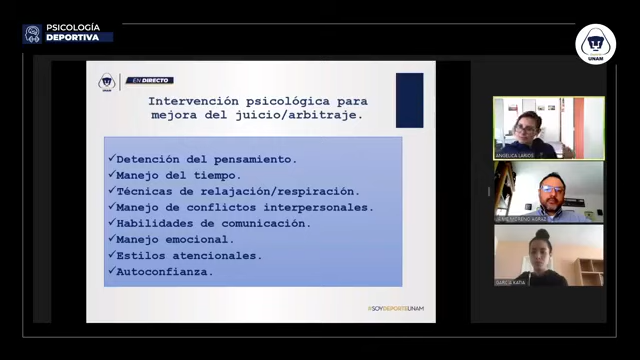 PSICOLOGÍA
DEPORTIVA
UNAM
UNAM
EN DIRECTO
Intervención psicológica para
mejora del juicio/arbitraje.
✓Detención del pensamiento.
✓Manejo del tiempo.
✓Técnicas de relajación/respiración.
✓Manejo de conflictos interpersonales.
✓Habilidades de comunicación.
✓Manejo emocional.
✓Estilos atencionales.
✓Autoconfianza.
#SOYDEPORTEUNAM
ANGELICA LARIOS
GARCIA KATIA